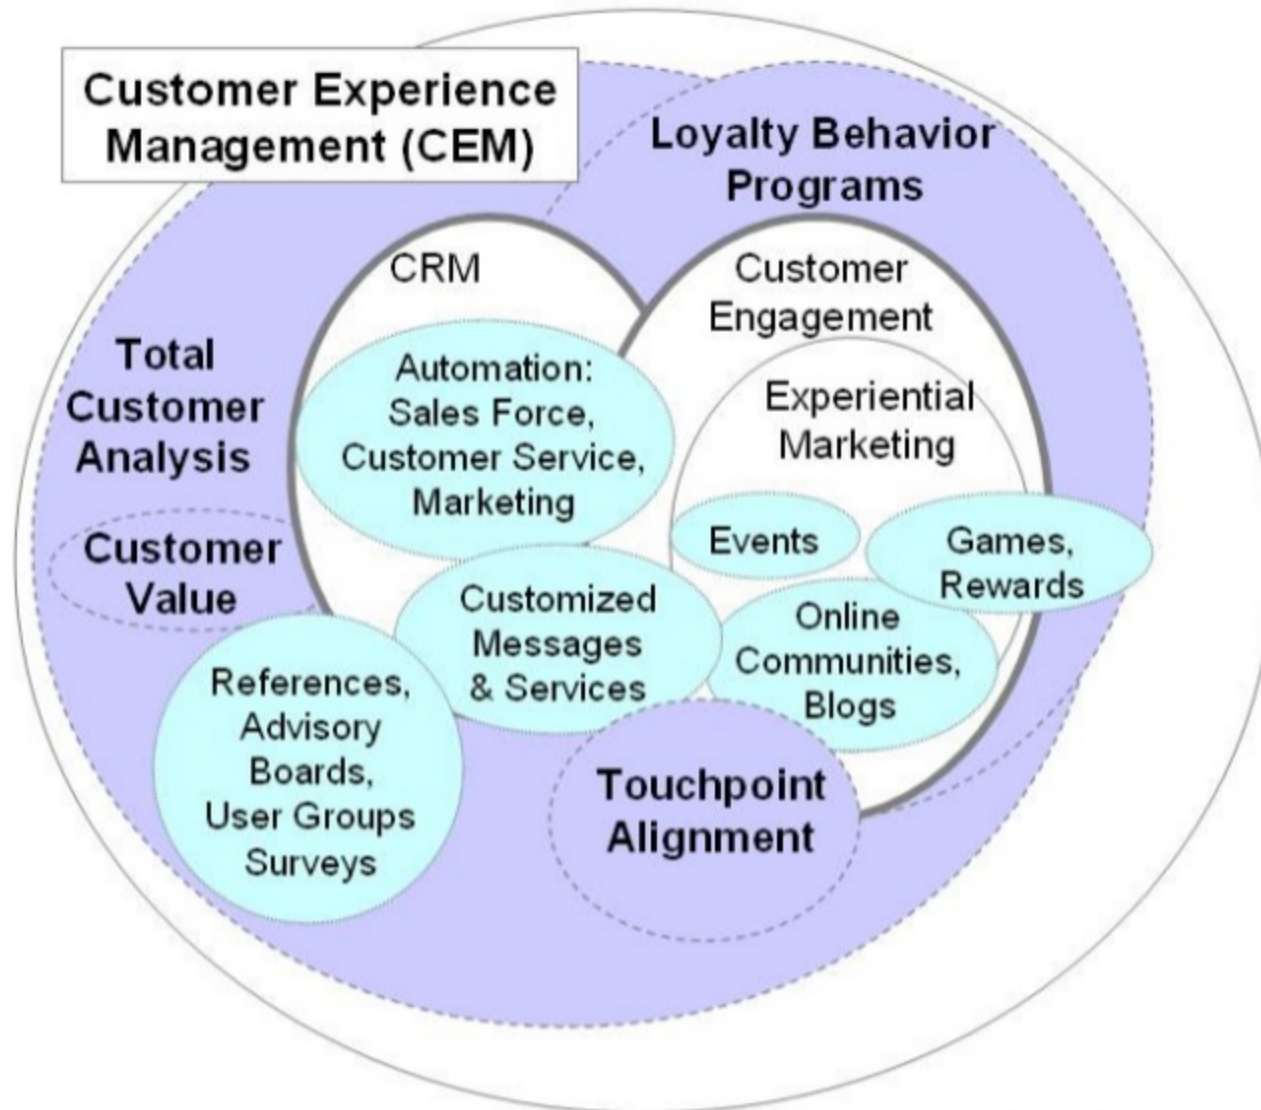 Customer Experience
Management (CEM)
Loyalty Behavior
Programs
CRM
Customer
Engagement
Total
Customer
Analysis
Automation:
Sales Force,
Customer Service,
Marketing
Experiential
Marketing
Customer
Value
Events
Games,
Rewards
Customized
Messages
& Services
Online
Communities,
Blogs
References,
Advisory
Boards,
User Groups
Surveys
Touchpoint
Alignment